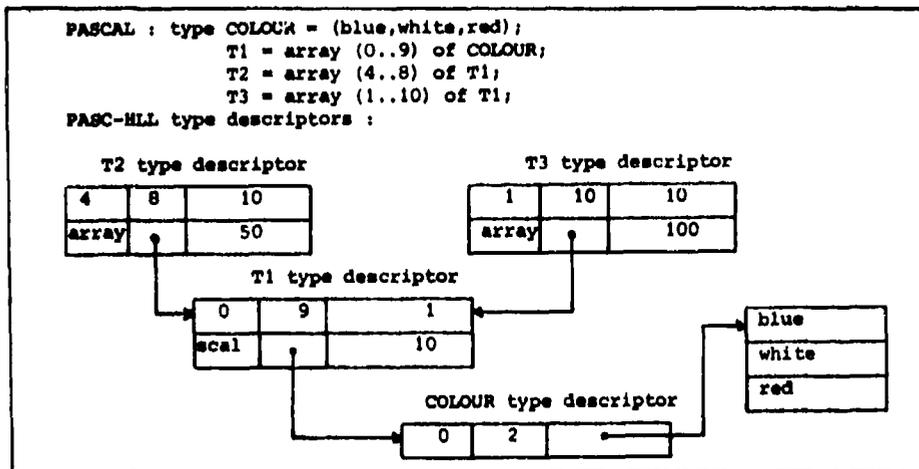 PASCAL : type COLOUR = (blue,white,red);
T1 = array (0..9) of COLOUR;
T2 = array (4..8) of T1;
T3 = array (1..10) of T1;
PASC-HLL type descriptors :
T2 type descriptor T3 type descriptor
4 8 10 1 10 10
array 50 array 100
T1 type descriptor
0 9 1
scal 10
blue
white
red
COLOUR type descriptor
0 2